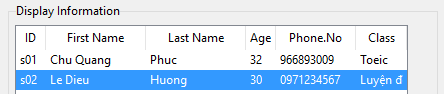 Display Information
ID First Name Last Name Age Phone.No Class
s01 Chu Quang Phuc 32 966893009 Toeic
s02 Le Dieu Huong 30 0971234567 Luyện đ